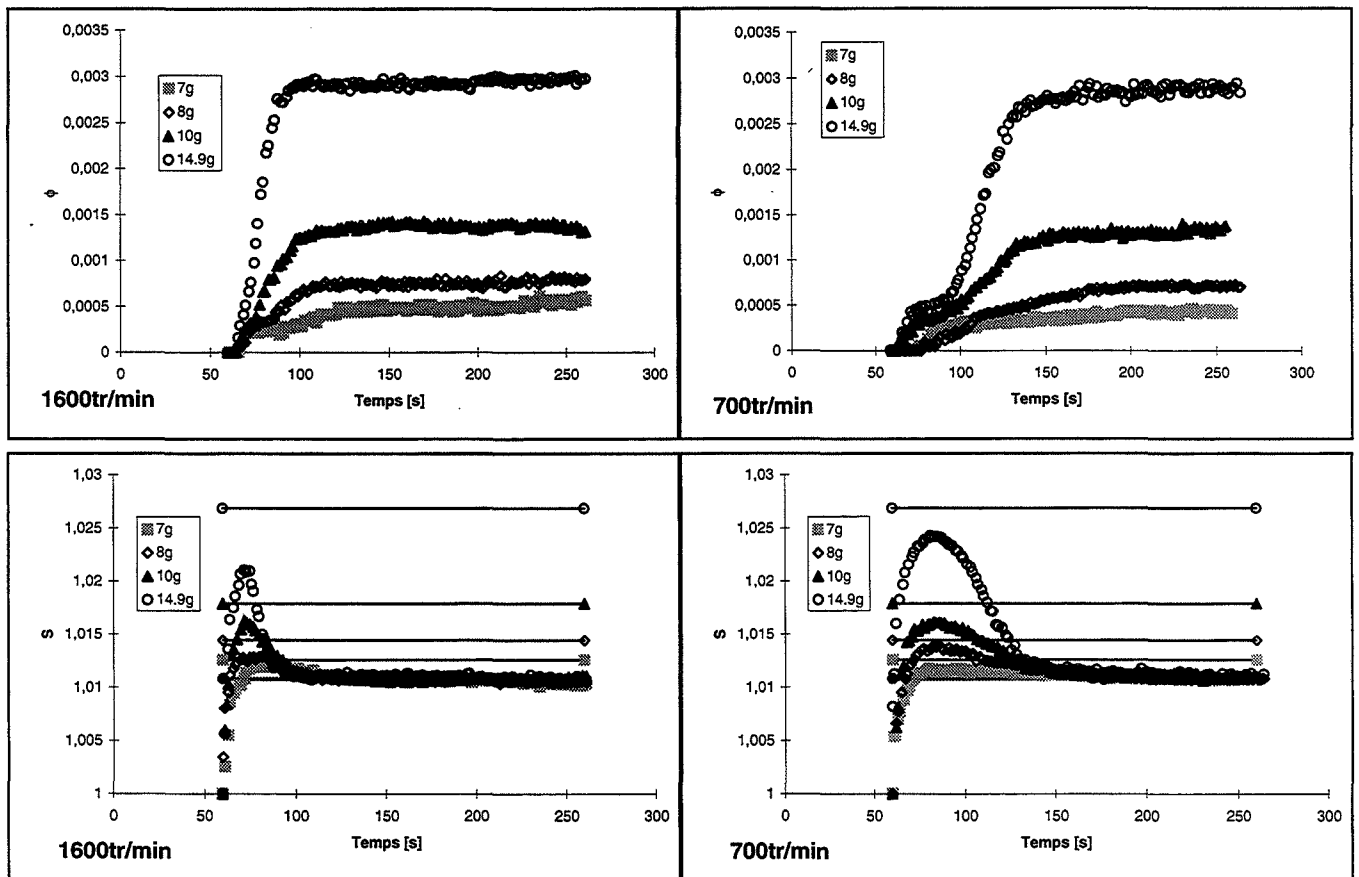 0,0035
0,003
0,0025
0,002
0,0015
0,001
0,0005
0
ϕ
7g
8g
10g
14.9g
0 50 100 150 200 250 300
Temps [s]
1600tr/min
0,0035
0,003
0,0025
0,002
0,0015
0,001
0,0005
0
ϕ
7g
8g
10g
14.9g
0 50 100 150 200 250 300
Temps [s]
700tr/min
1,03
1,025
1,02
1,015
1,01
1,005
1
S
7g
8g
10g
14.9g
0 50 100 150 200 250 300
Temps [s]
1600tr/min
1,03
1,025
1,02
1,015
1,01
1,005
1
S
7g
8g
10g
14.9g
0 50 100 150 200 250 300
Temps [s]
700tr/min